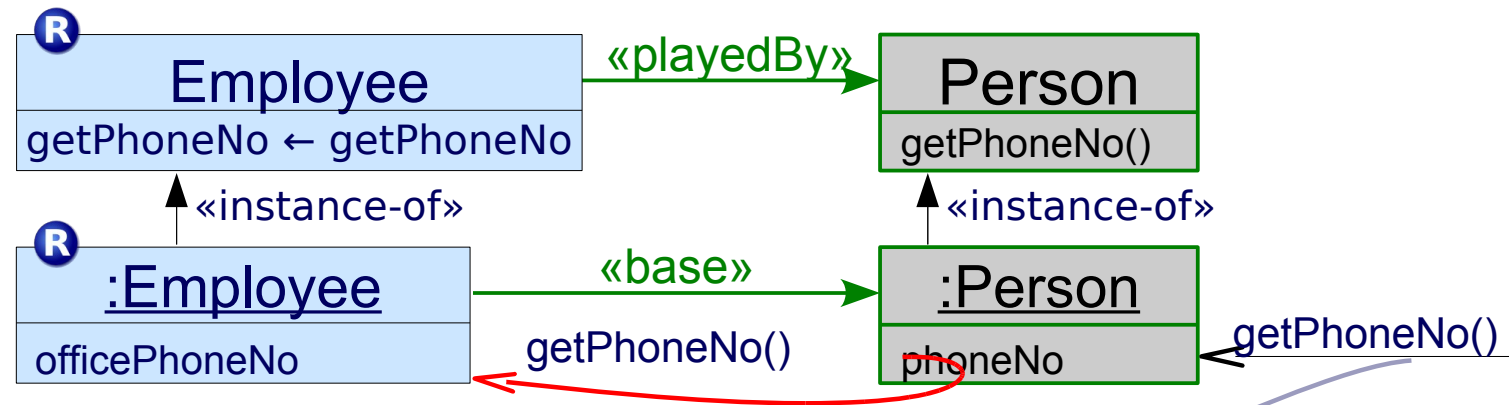 R
Employee
«playedBy»
Person
getPhoneNo ← getPhoneNo
getPhoneNo()
«instance-of»
«instance-of»
R
:Employee
«base»
:Person
officePhoneNo
getPhoneNo()
phoneNo
getPhoneNo()